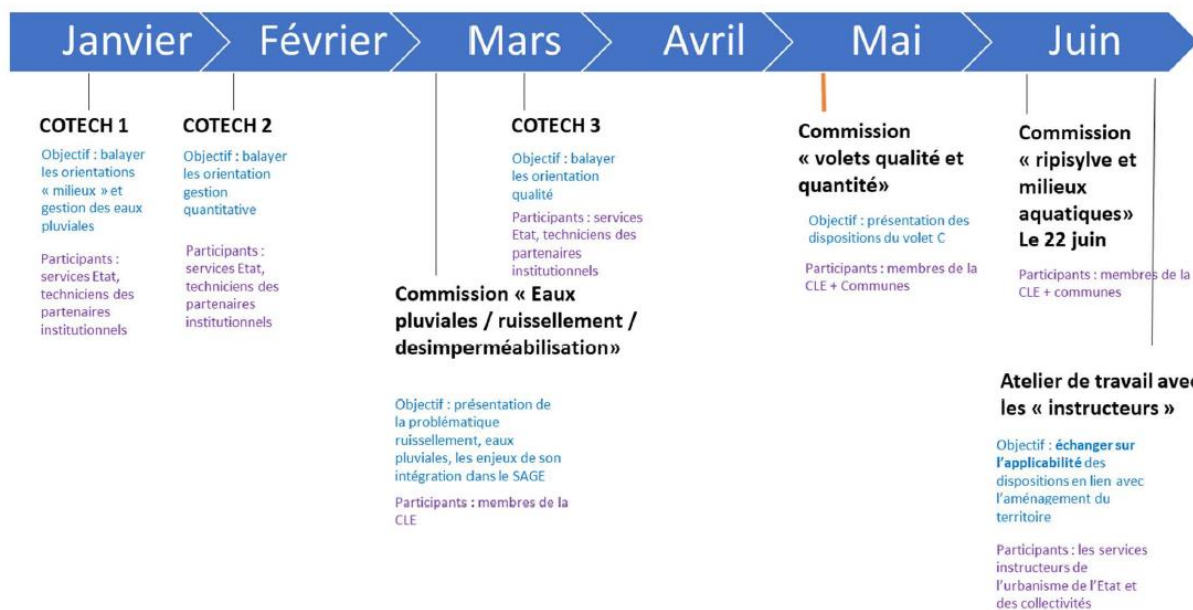 Janvier
Février
Mars
Avril
Mai
Juin
COTECH 1
Objectif : balayer
les orientations
« milieux » et
gestion des eaux
pluviales
Participants :
services Etat,
techniciens des
partenaires
institutionnels
COTECH 2
Objectif : balayer
les orientation
gestion
quantitative
Participants :
services Etat,
techniciens des
partenaires
institutionnels
Commission « Eaux
pluviales / ruissellement /
desimperméabilisation»
Objectif : présentation de
la problématique
ruissellement, eaux
pluviales, les enjeux de son
intégration dans le SAGE
Participants : membres de la
CLE
COTECH 3
Objectif : balayer
les orientation
qualité
Participants : services
Etat, techniciens des
partenaires
institutionnels
Commission
« volets qualité et
quantité»
Objectif : présentation des
dispositions du volet C
Participants : membres de la
CLE + Communes
Commission
« ripisylve et
milieux
aquatiques»
Le 22 juin
Participants : membres de la
CLE + communes
Atelier de travail avec
les « instructeurs »
Objectif : échanger sur
l'applicabilité des
dispositions en lien avec
l'aménagement du
territoire
Participants : les services
instructeurs de
l'urbanisme de l'Etat et
des collectivités